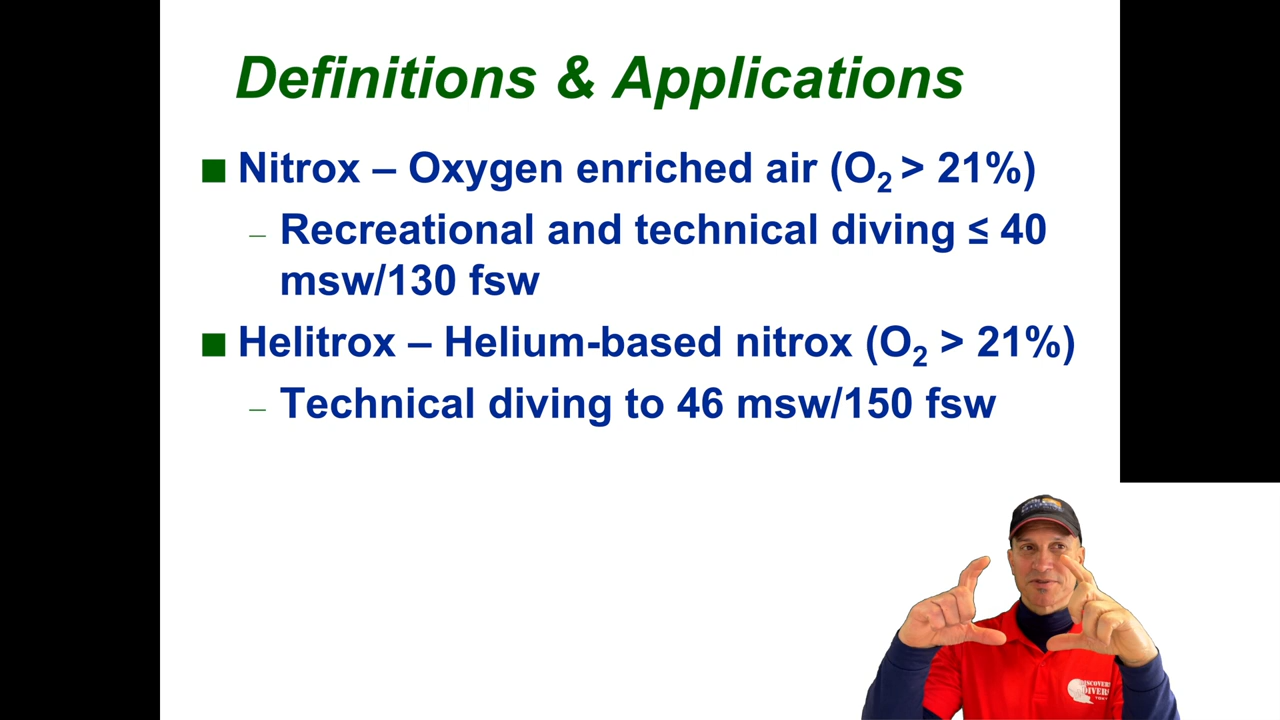 Definitions & Applications
Nitrox – Oxygen enriched air (O₂ > 21%)
– Recreational and technical diving ≤ 40
msw/130 fsw
Helitrox – Helium-based nitrox (O₂ > 21%)
– Technical diving to 46 msw/150 fsw